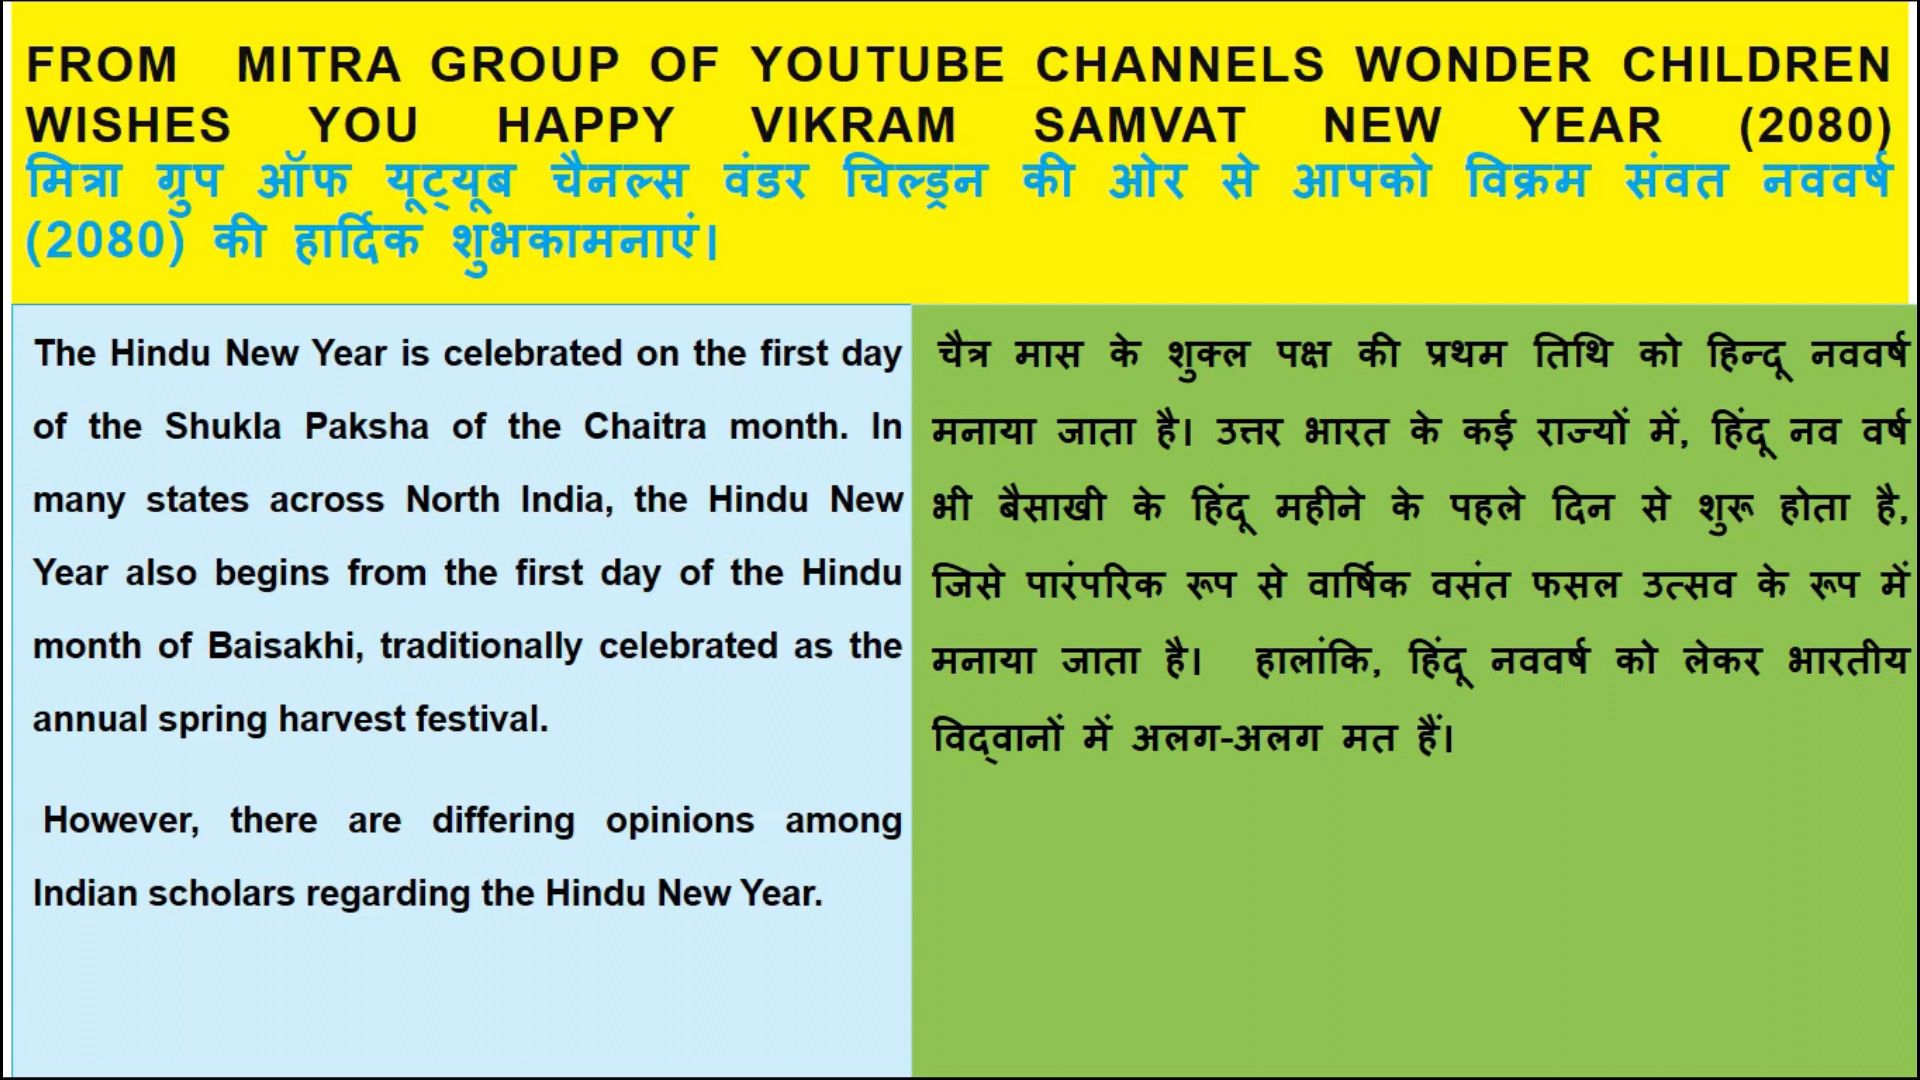 FROM MITRA GROUP OF YOUTUBE CHANNELS WONDER CHILDREN
WISHES YOU HAPPY VIKRAM SAMVAT NEW YEAR (2080)
मित्रा ग्रुप ऑफ यूट्यूब चैनल्स वंडर चिल्ड्रन की ओर से आपको विक्रम संवत नववर्ष
(2080) की हार्दिक शुभकामनाएं।
The Hindu New Year is celebrated on the first day
of the Shukla Paksha of the Chaitra month. In
many states across North India, the Hindu New
Year also begins from the first day of the Hindu
month of Baisakhi, traditionally celebrated as the
annual spring harvest festival.
However, there are differing opinions among
Indian scholars regarding the Hindu New Year.
चैत्र मास के शुक्ल पक्ष की प्रथम तिथि को हिन्दू नववर्ष
मनाया जाता है। उत्तर भारत के कई राज्यों में, हिंदू नव वर्ष
भी बैसाखी के हिंदू महीने के पहले दिन से शुरू होता है,
जिसे पारंपरिक रूप से वार्षिक वसंत फसल उत्सव के रूप में
मनाया जाता है। हालांकि, हिंदू नववर्ष को लेकर भारतीय
विद्वानों में अलग-अलग मत हैं।